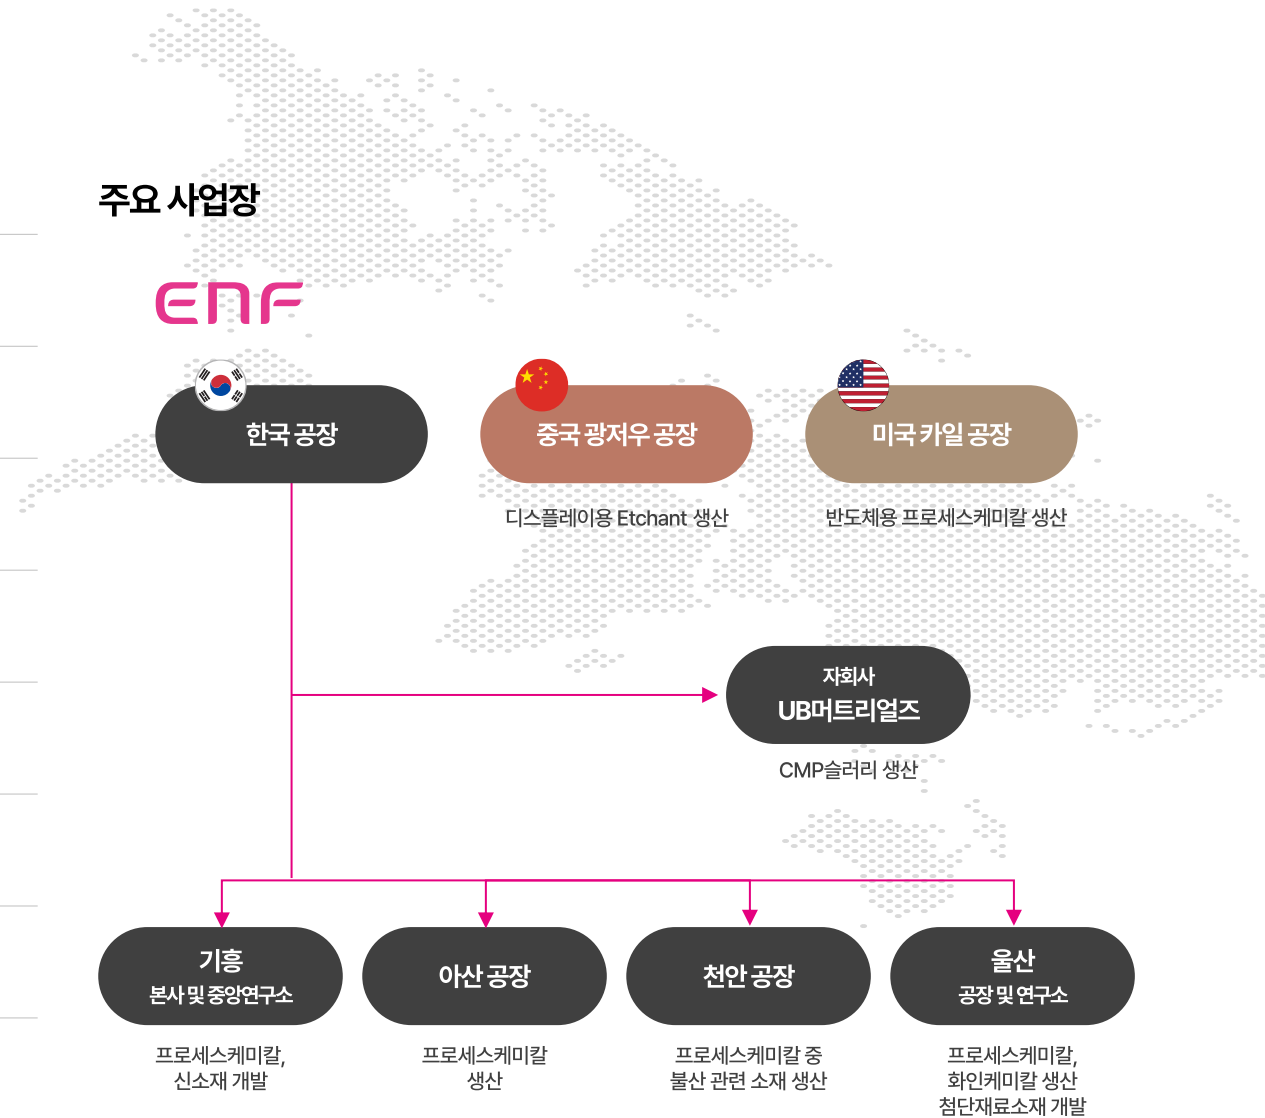 주요 사업장
ENF
한국 공장
중국 광저우 공장
미국 카일 공장
디스플레이용 Etchant 생산
반도체용 프로세스케미칼 생산
자회사
UB머트리얼즈
CMP슬러리 생산
기흥
본사 및 중앙연구소
아산 공장
천안 공장
울산
공장 및 연구소
프로세스케미칼,
신소재 개발
프로세스케미칼
생산
프로세스케미칼 중
불산 관련 소재 생산
프로세스케미칼,
화인케미칼 생산
첨단재료소재 개발